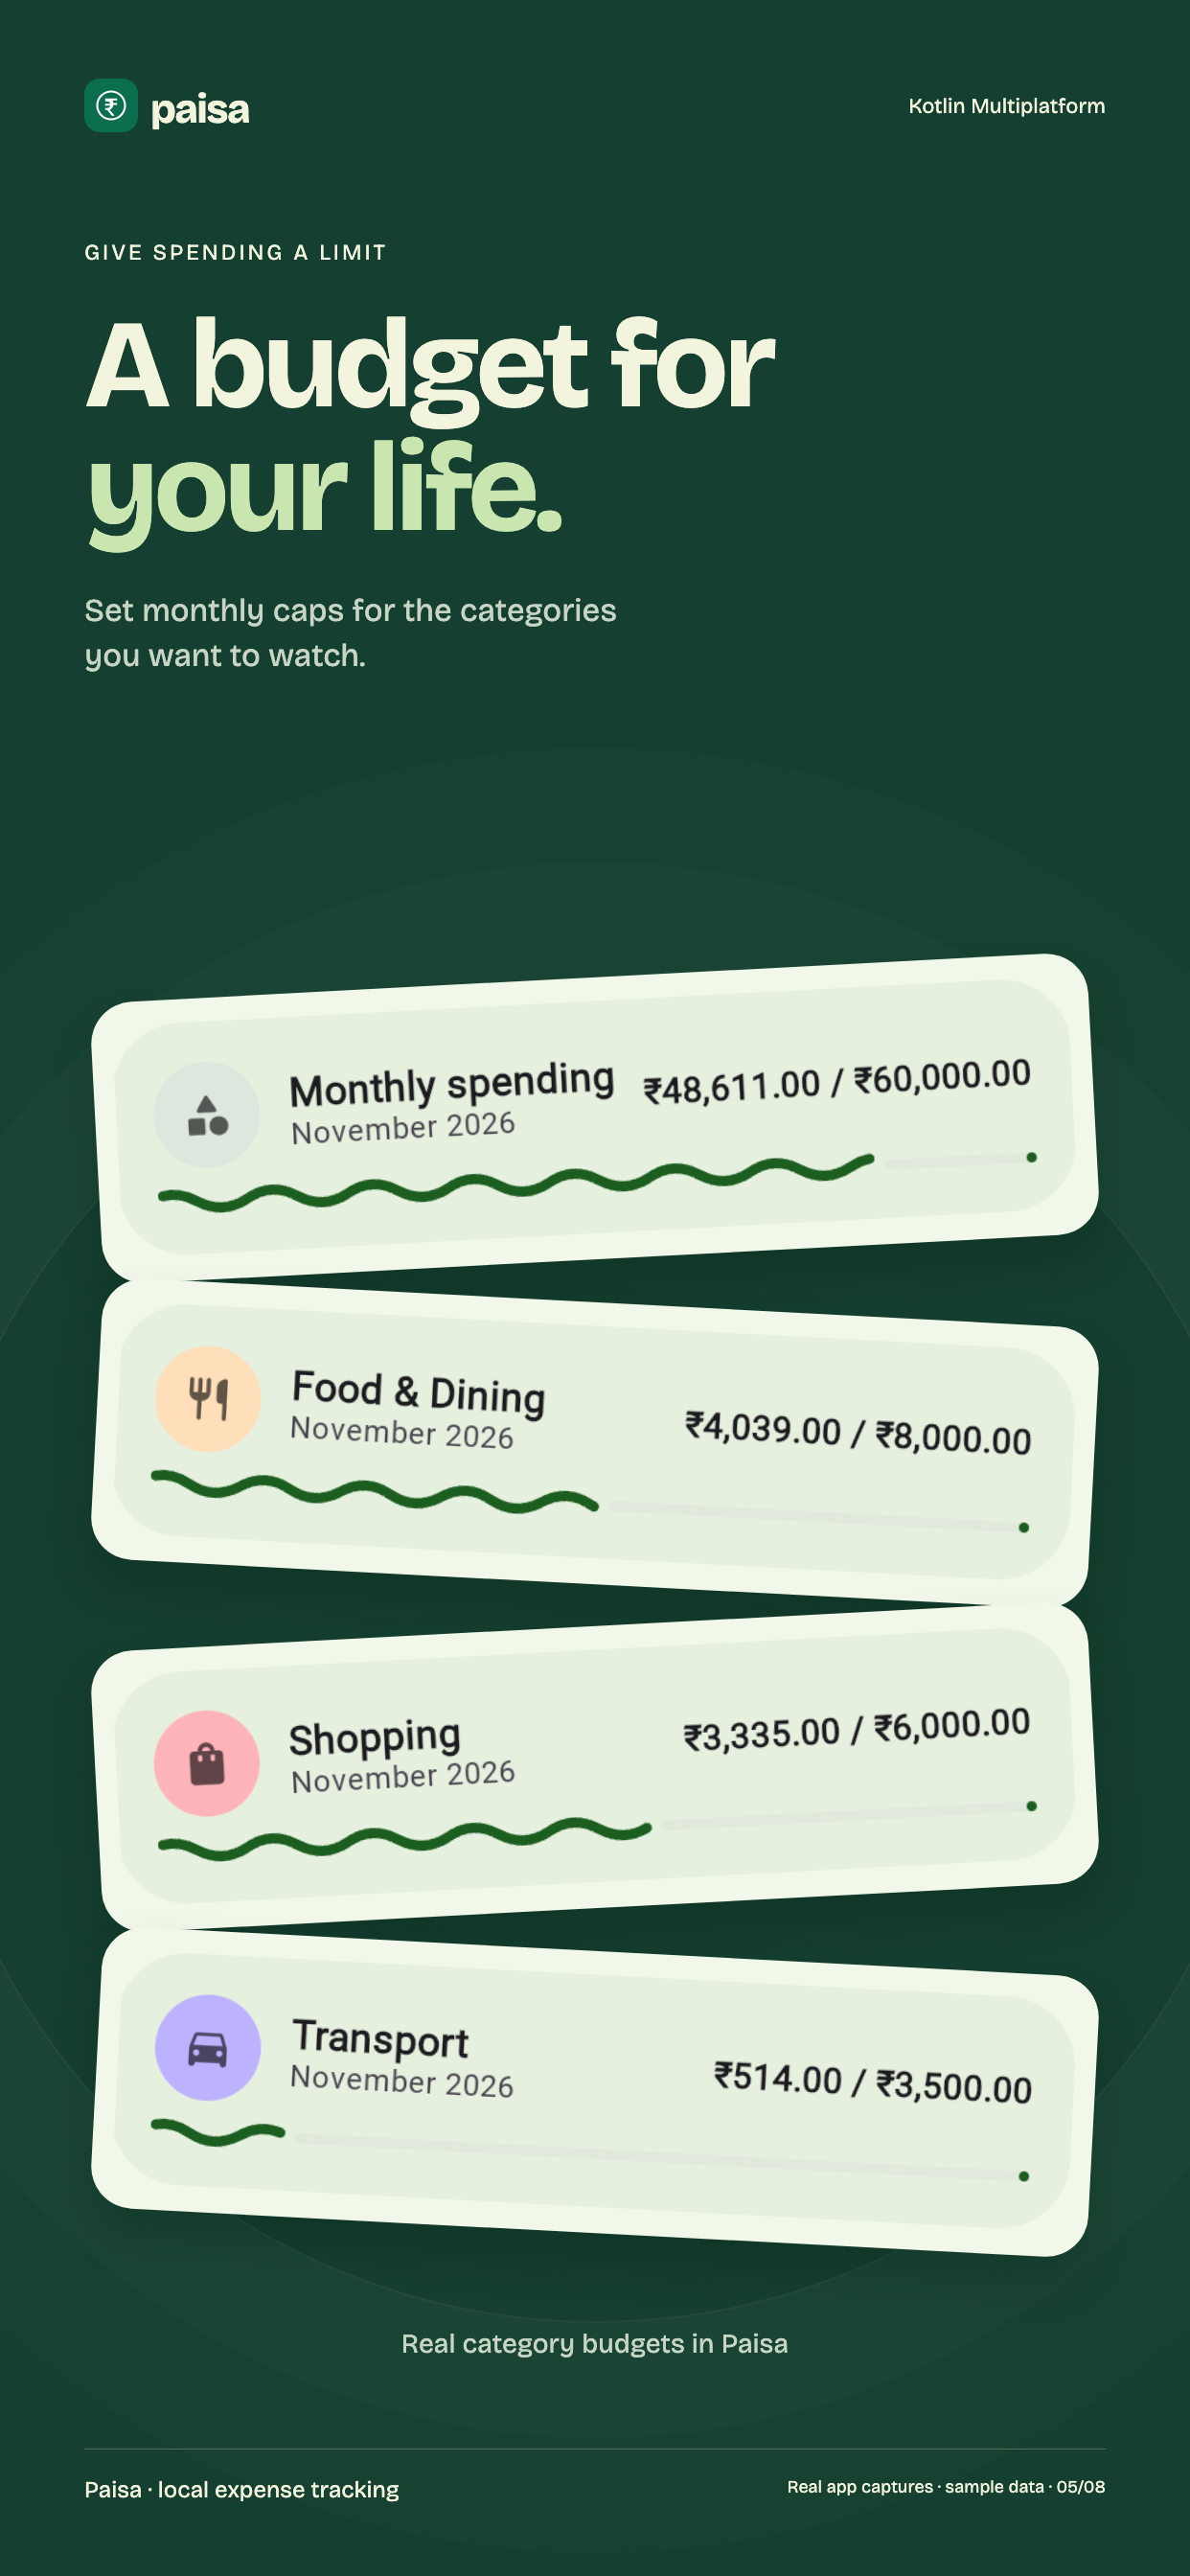 paisa
Kotlin Multiplatform
GIVE SPENDING A LIMIT
A budget for
your life.
Set monthly caps for the categories
you want to watch.
Monthly spending
₹48,611.00 / ₹60,000.00
November 2026
Food & Dining
₹4,039.00 / ₹8,000.00
November 2026
Shopping
₹3,335.00 / ₹6,000.00
November 2026
Transport
₹514.00 / ₹3,500.00
November 2026
Real category budgets in Paisa
Paisa · local expense tracking
Real app captures · sample data · 05/08